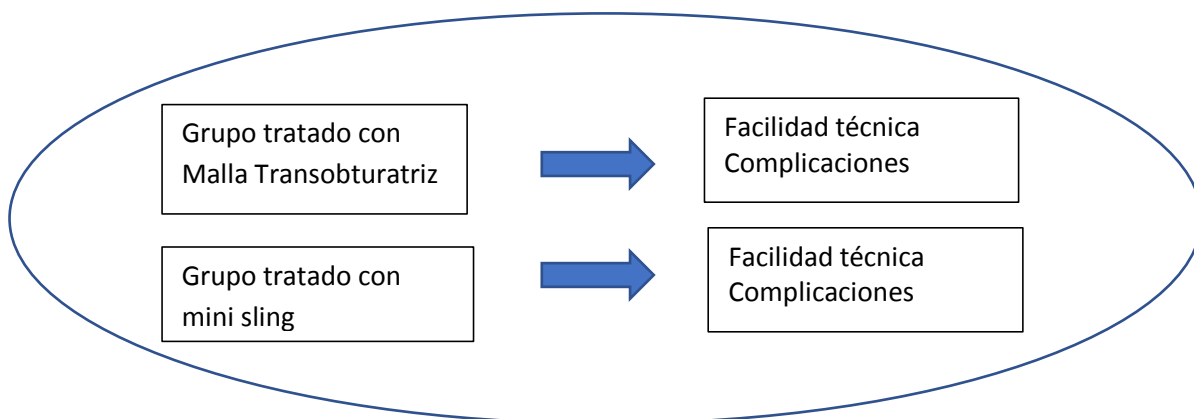 Grupo tratado con
Malla Transobturatriz
Facilidad técnica
Complicaciones
Grupo tratado con
mini sling
Facilidad técnica
Complicaciones